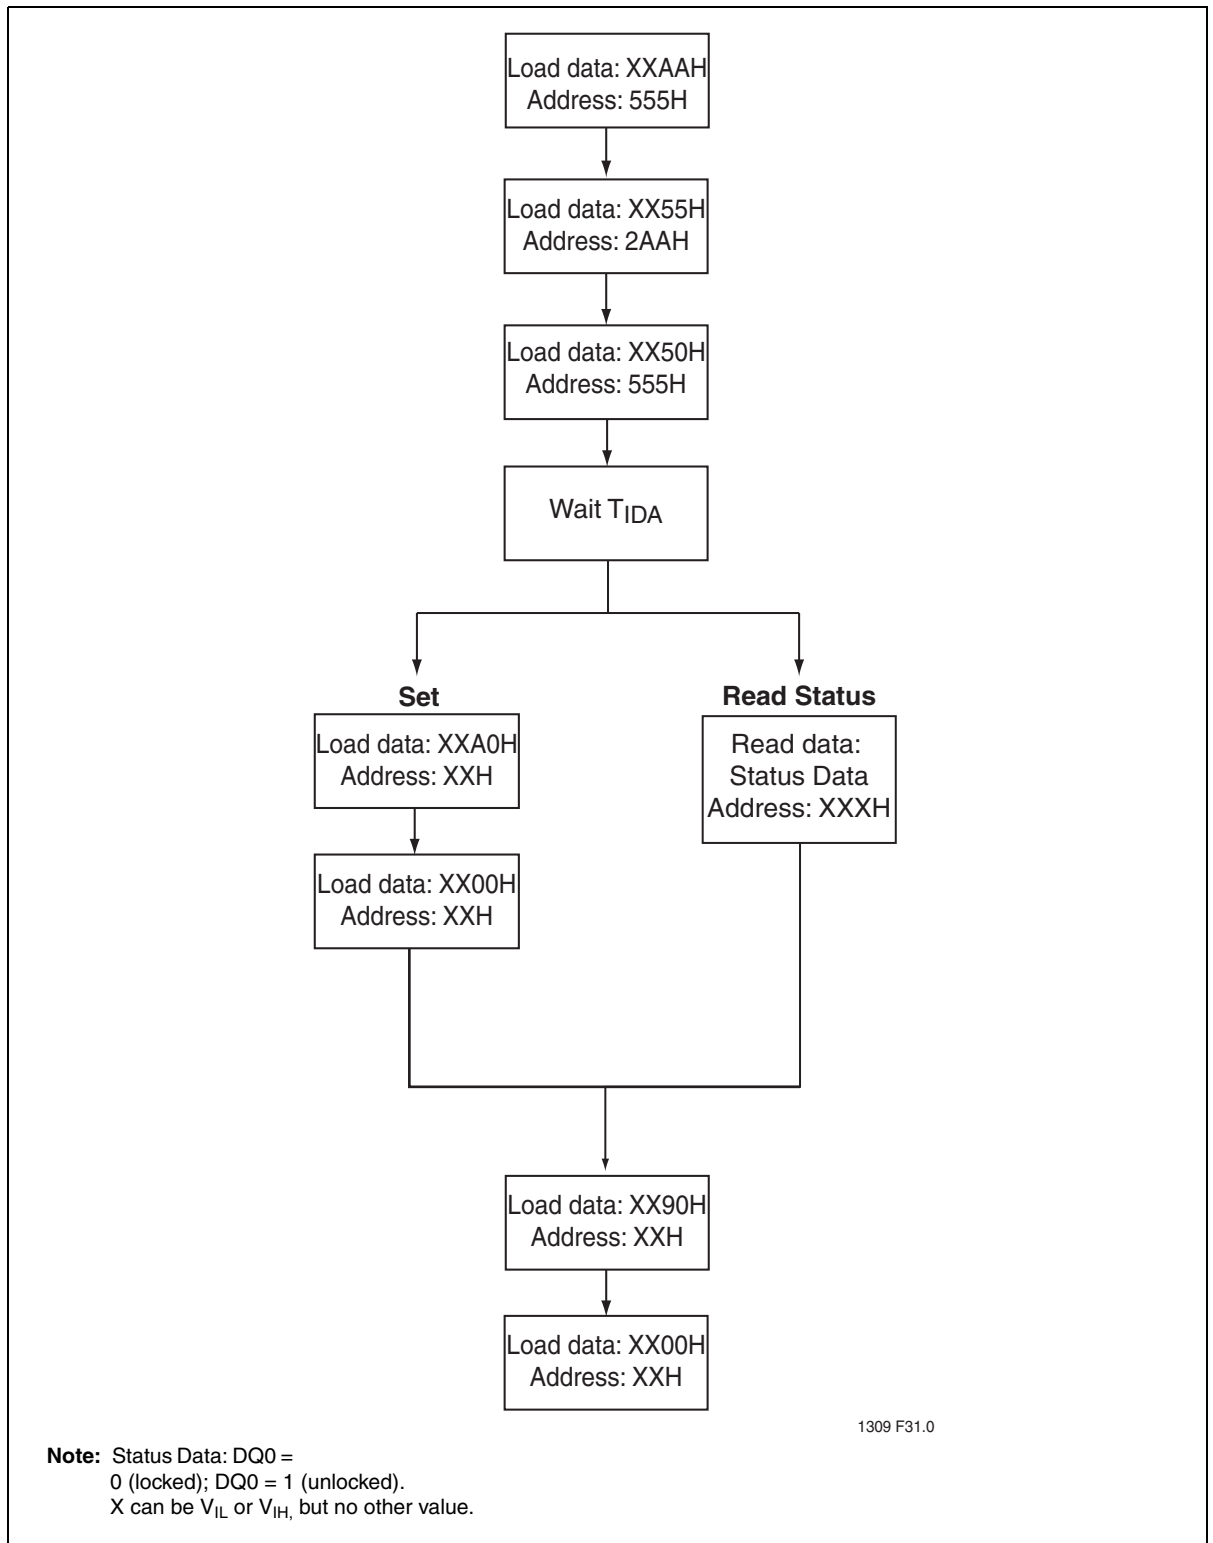 Load data: XXAAH
Address: 555H
Load data: XX55H
Address: 2AAH
Load data: XX50H
Address: 555H
Wait TIDA
Set
Load data: XXA0H
Address: XXH
Load data: XX00H
Address: XXH
Read Status
Read data:
Status Data
Address: XXXH
Load data: XX90H
Address: XXH
Load data: XX00H
Address: XXH
1309 F31.0
Note: Status Data: DQ0 =
0 (locked); DQ0 = 1 (unlocked).
X can be VIL or VIH, but no other value.